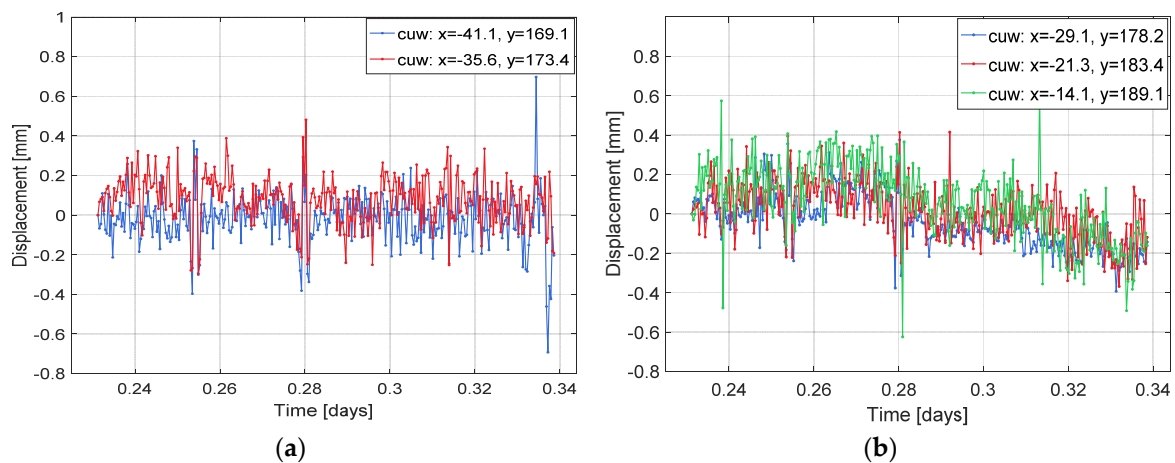 1
0.8
0.6
0.4
0.2
0
-0.2
-0.4
-0.6
-0.8
Displacement [mm]
0.24 0.26 0.28 0.3 0.32 0.34
Time [days]
cuw: x=-41.1, y=169.1
cuw: x=-35.6, y=173.4
(a)
0.8
0.6
0.4
0.2
0
-0.2
-0.4
-0.6
-0.8
Displacement [mm]
0.24 0.26 0.28 0.3 0.32 0.34
Time [days]
cuw: x=-29.1, y=178.2
cuw: x=-21.3, y=183.4
cuw: x=-14.1, y=189.1
(b)